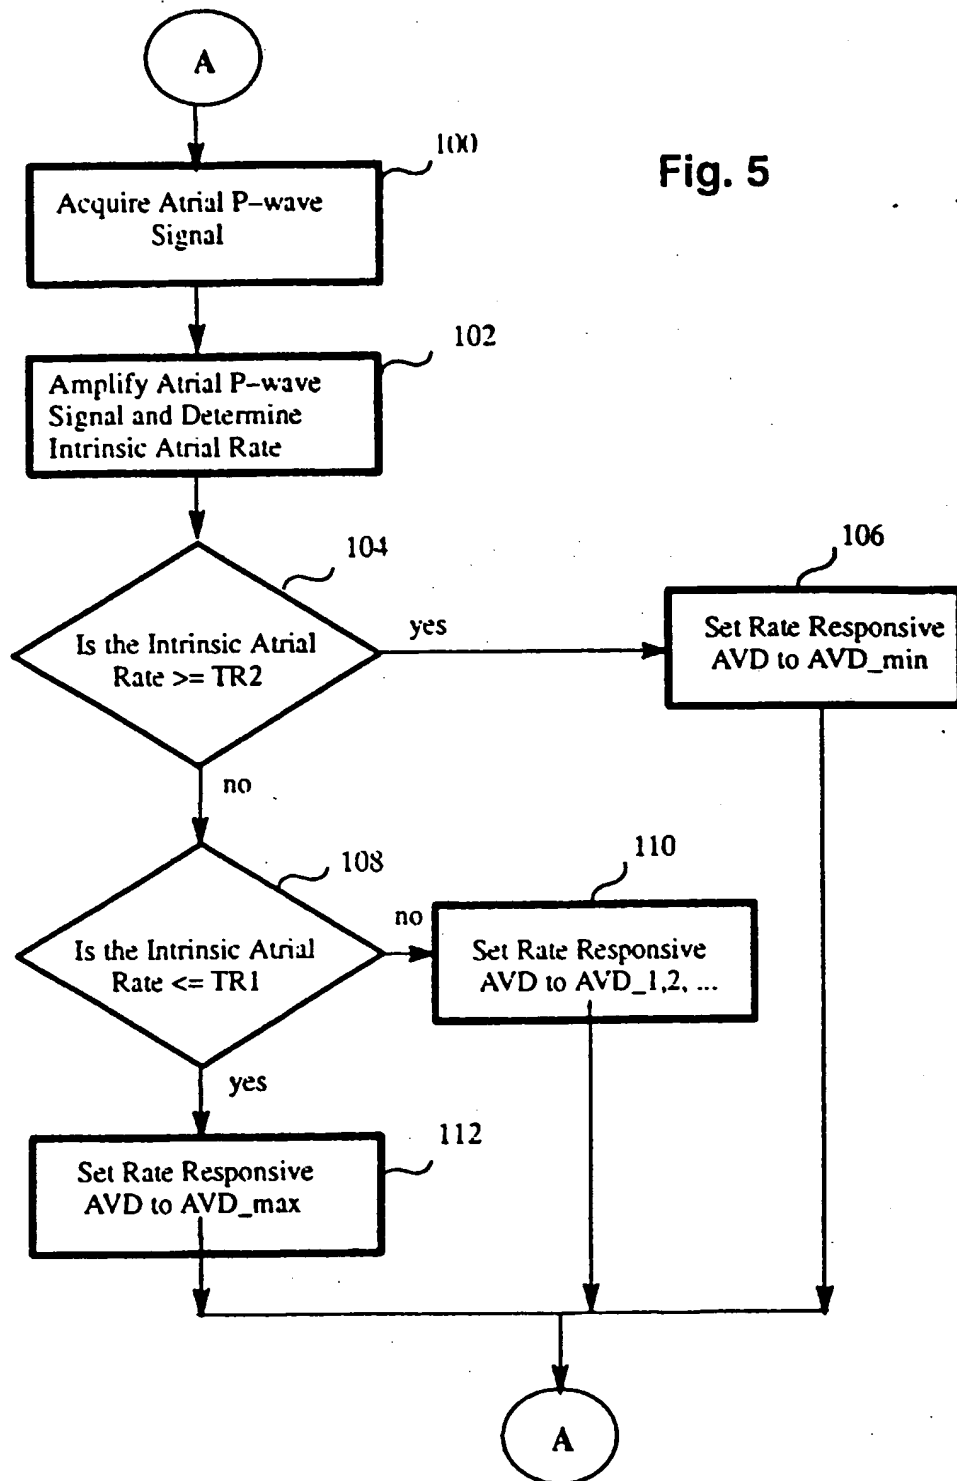 A
100
Fig. 5
Acquire Atrial P-wave
Signal
102
Amplify Atrial P-wave
Signal and Determine
Intrinsic Atrial Rate
104
106
Is the Intrinsic Atrial
Rate >= TR2
yes
Set Rate Responsive
AVD to AVD_min
no
108
110
Is the Intrinsic Atrial
Rate <= TR1
no
Set Rate Responsive
AVD to AVD_1,2, ...
yes
112
Set Rate Responsive
AVD to AVD_max
A